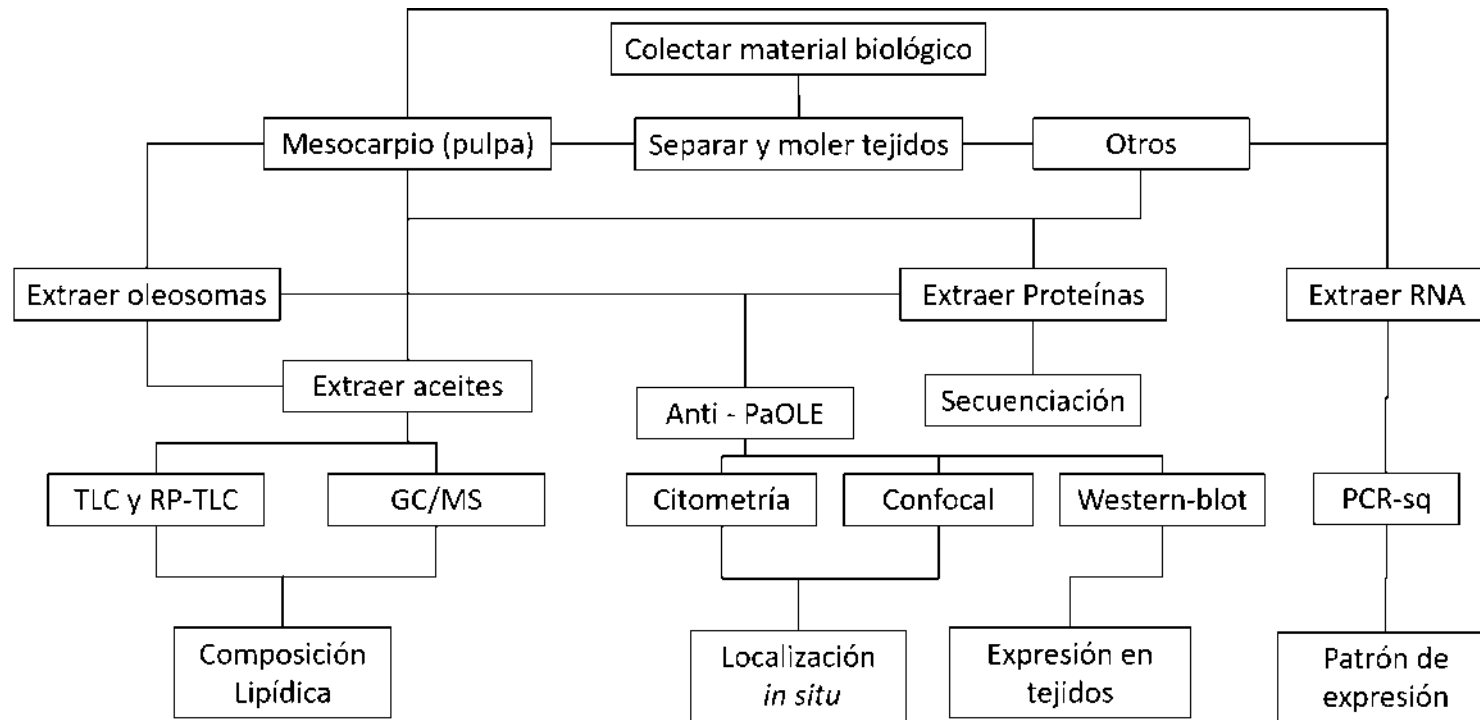 Colectar material biológico
Mesocarpio (pulpa)
Separar y moler tejidos
Otros
Extraer oleosomas
Extraer Proteínas
Extraer RNA
Extraer aceites
Anti - PaOLE
Secuenciación
TLC y RP-TLC
GC/MS
Citometría
Confocal
Western-blot
PCR-sq
Composición
Lipídica
Localización
in situ
Expresión en
tejidos
Patrón de
expresión